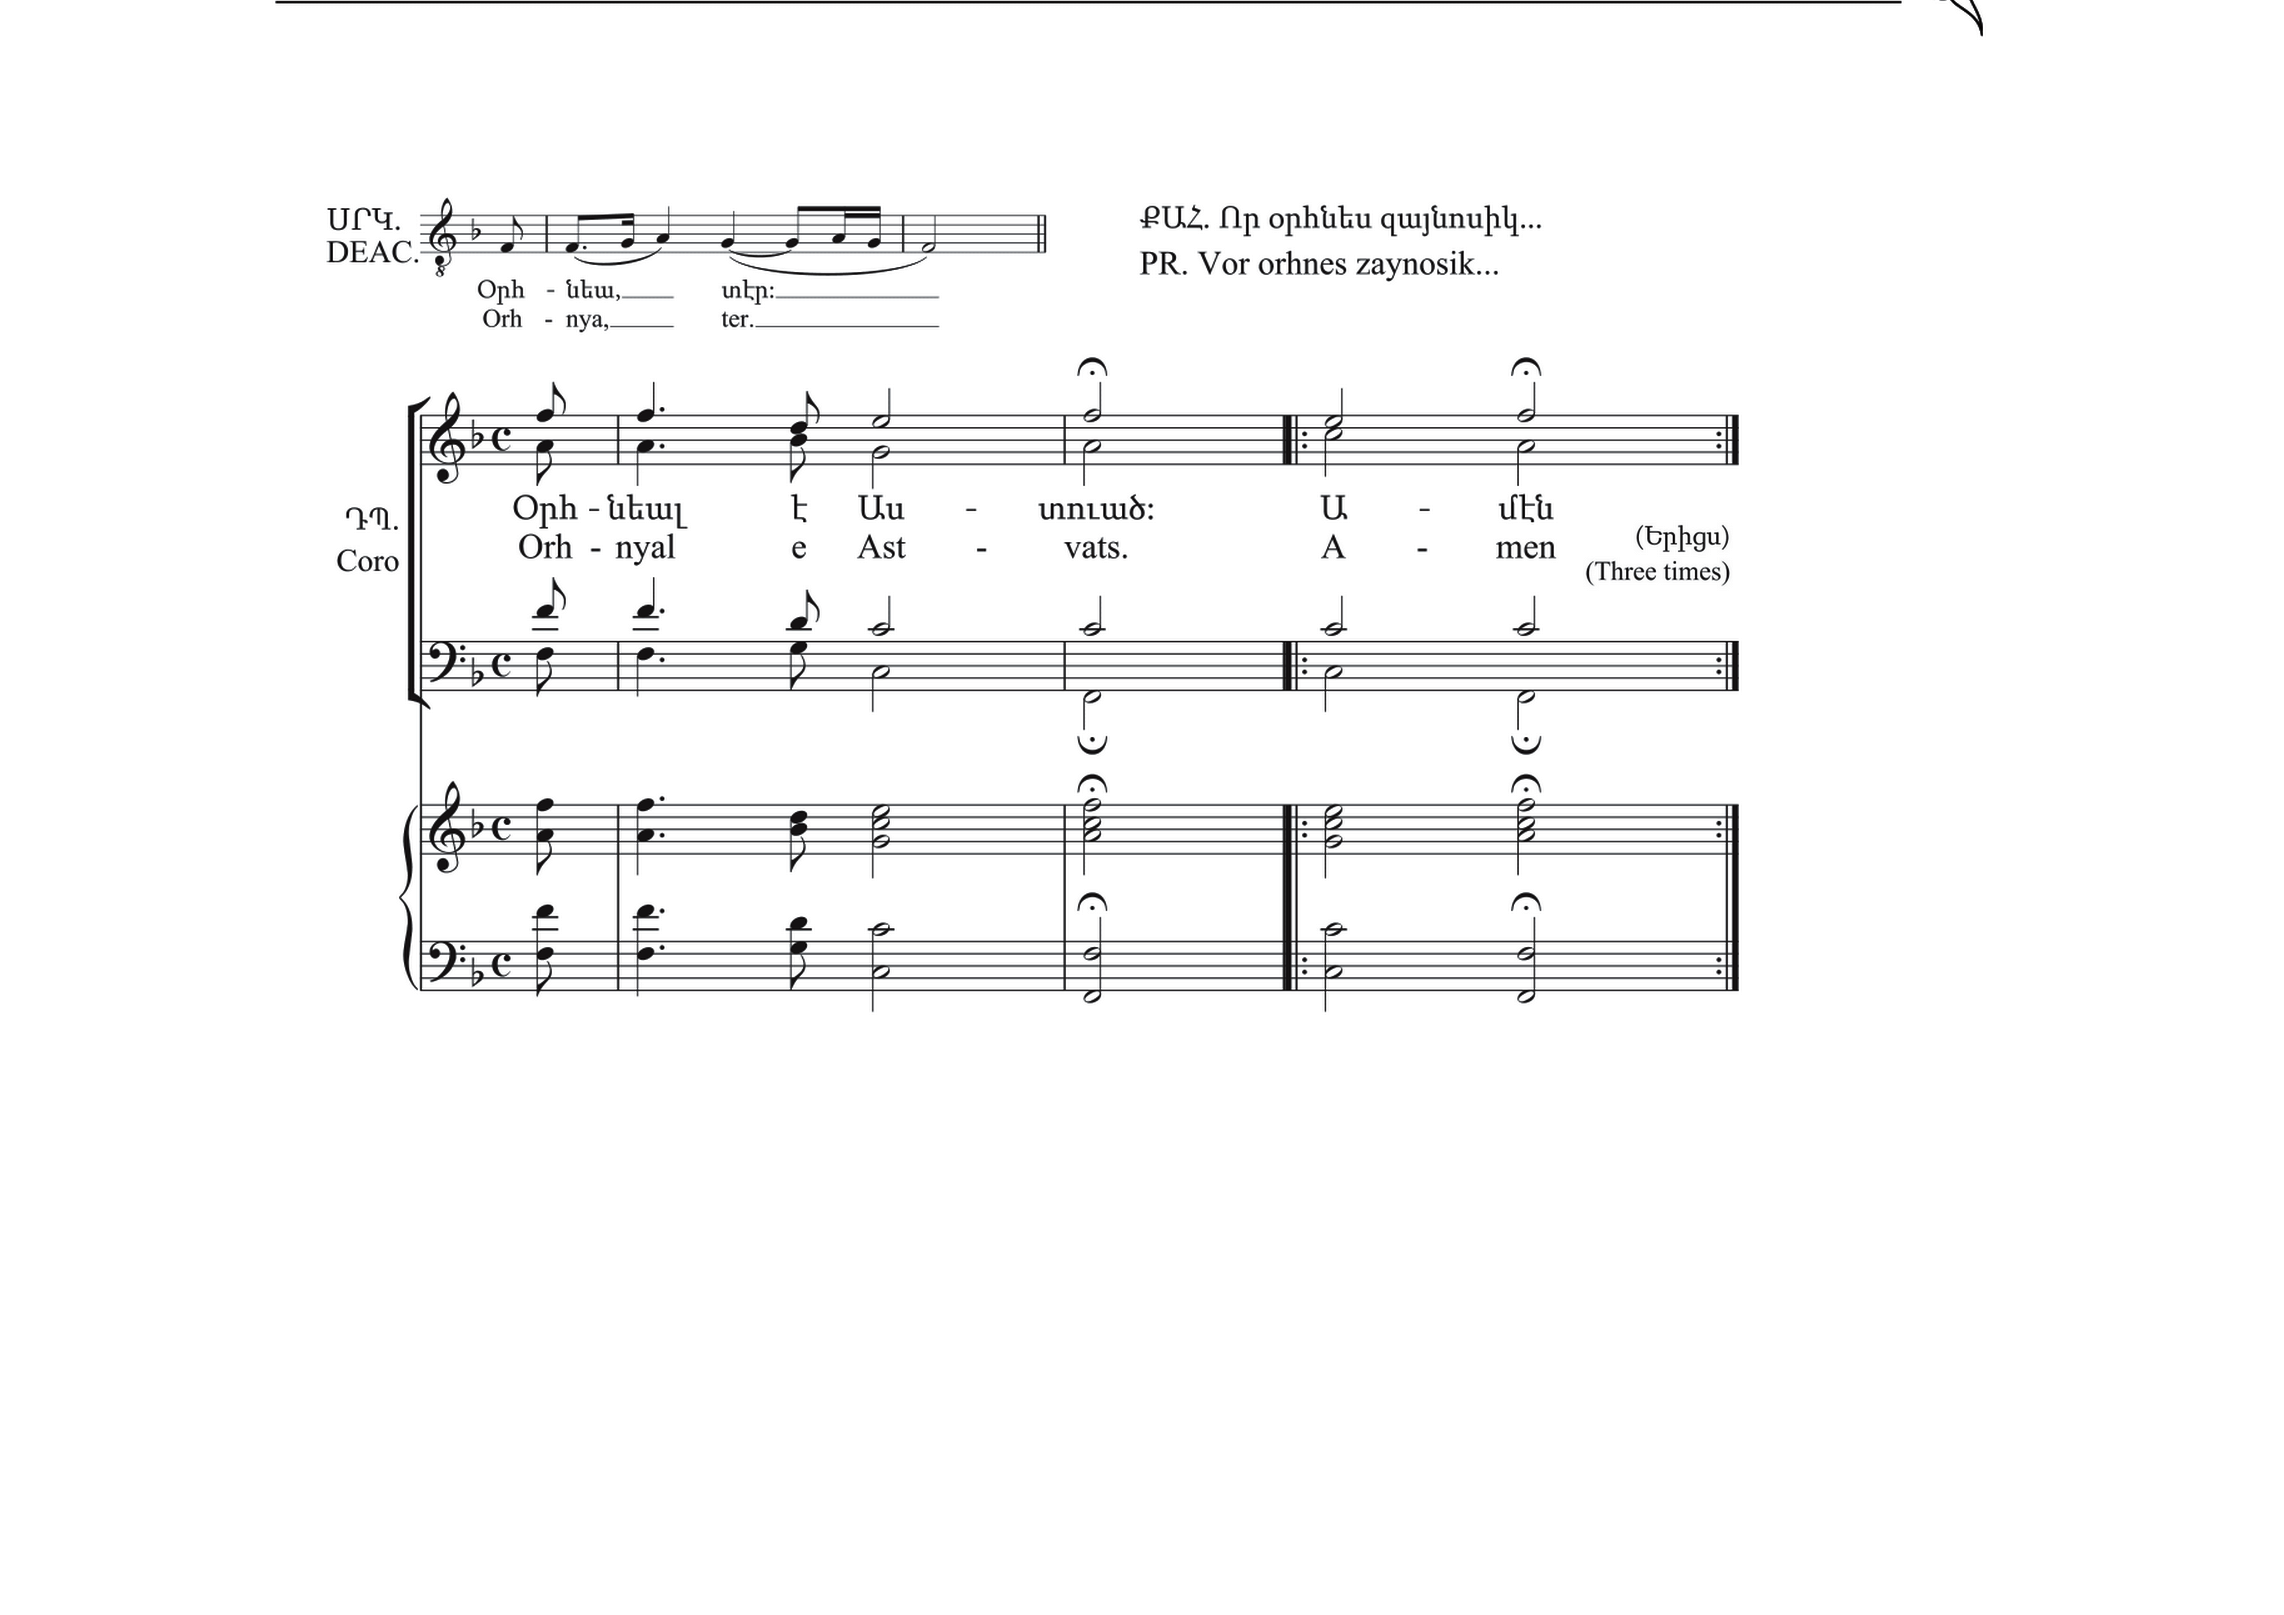 ՍՐԿ.
DEAC.
Օրհ - նեա, տէր:
Orh - nya, ter.
ՔԱՀ. Որ օրհնես զայնոսիկ...
PR. Vor orhnes zaynosik...
ԴՊ.
Coro
Օրհ - նեալ է Աս - տուած: Ա - մէն
(Երիցս)
Orh - nyal e Ast - vats. A - men
(Three times)